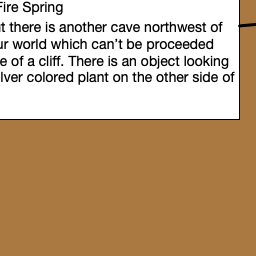 Fire Spring
t there is another cave northwest of
ur world which can't be proceeded
e of a cliff. There is an object looking
lver colored plant on the other side of